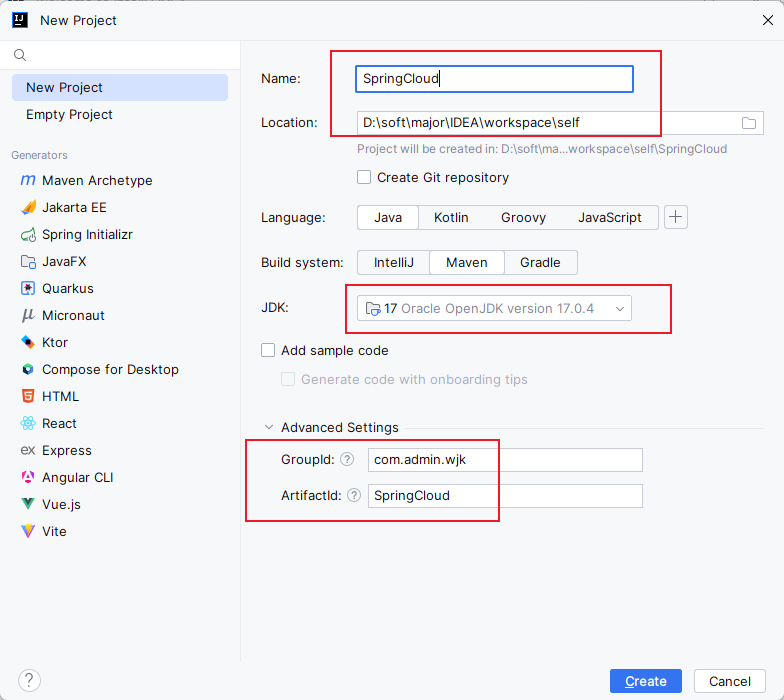 New Project
New Project
Empty Project
Generators
Maven Archetype
Jakarta EE
Spring Initializr
JavaFX
Quarkus
Micronaut
Ktor
Compose for Desktop
HTML
React
Express
Angular CLI
Vue.js
Vite
Name: SpringCloud
Location: D:\soft\major\IDEA\workspace\self
Project will be created in: D:\soft\ma...workspace\self\SpringCloud
Create Git repository
Language: Java Kotlin Groovy JavaScript
Build system: IntelliJ Maven Gradle
JDK: 17 Oracle OpenJDK version 17.0.4
Add sample code
Generate code with onboarding tips
Advanced Settings
GroupId: ? com.admin.wjk
ArtifactId: ? SpringCloud
? Create Cancel